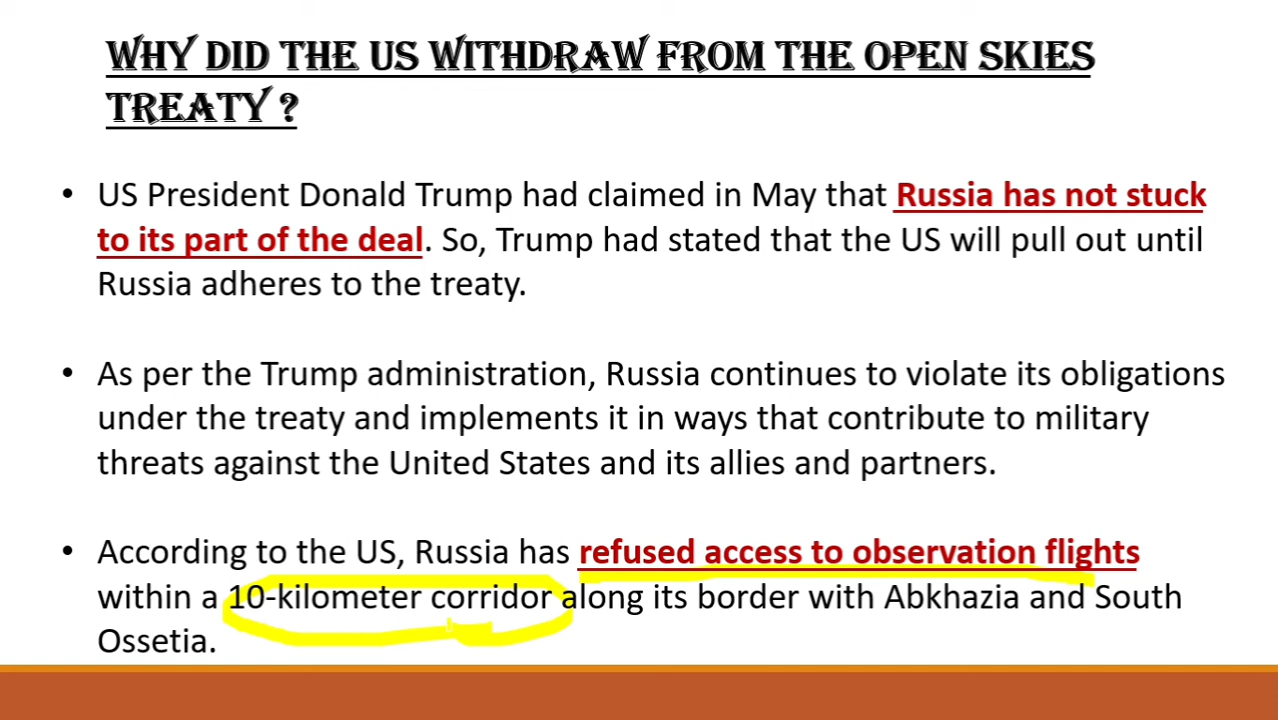 WHY DID THE US WITHDRAW FROM THE OPEN SKIES
TREATY ?
• US President Donald Trump had claimed in May that Russia has not stuck
to its part of the deal. So, Trump had stated that the US will pull out until
Russia adheres to the treaty.
• As per the Trump administration, Russia continues to violate its obligations
under the treaty and implements it in ways that contribute to military
threats against the United States and its allies and partners.
• According to the US, Russia has refused access to observation flights
within a 10-kilometer corridor along its border with Abkhazia and South
Ossetia.